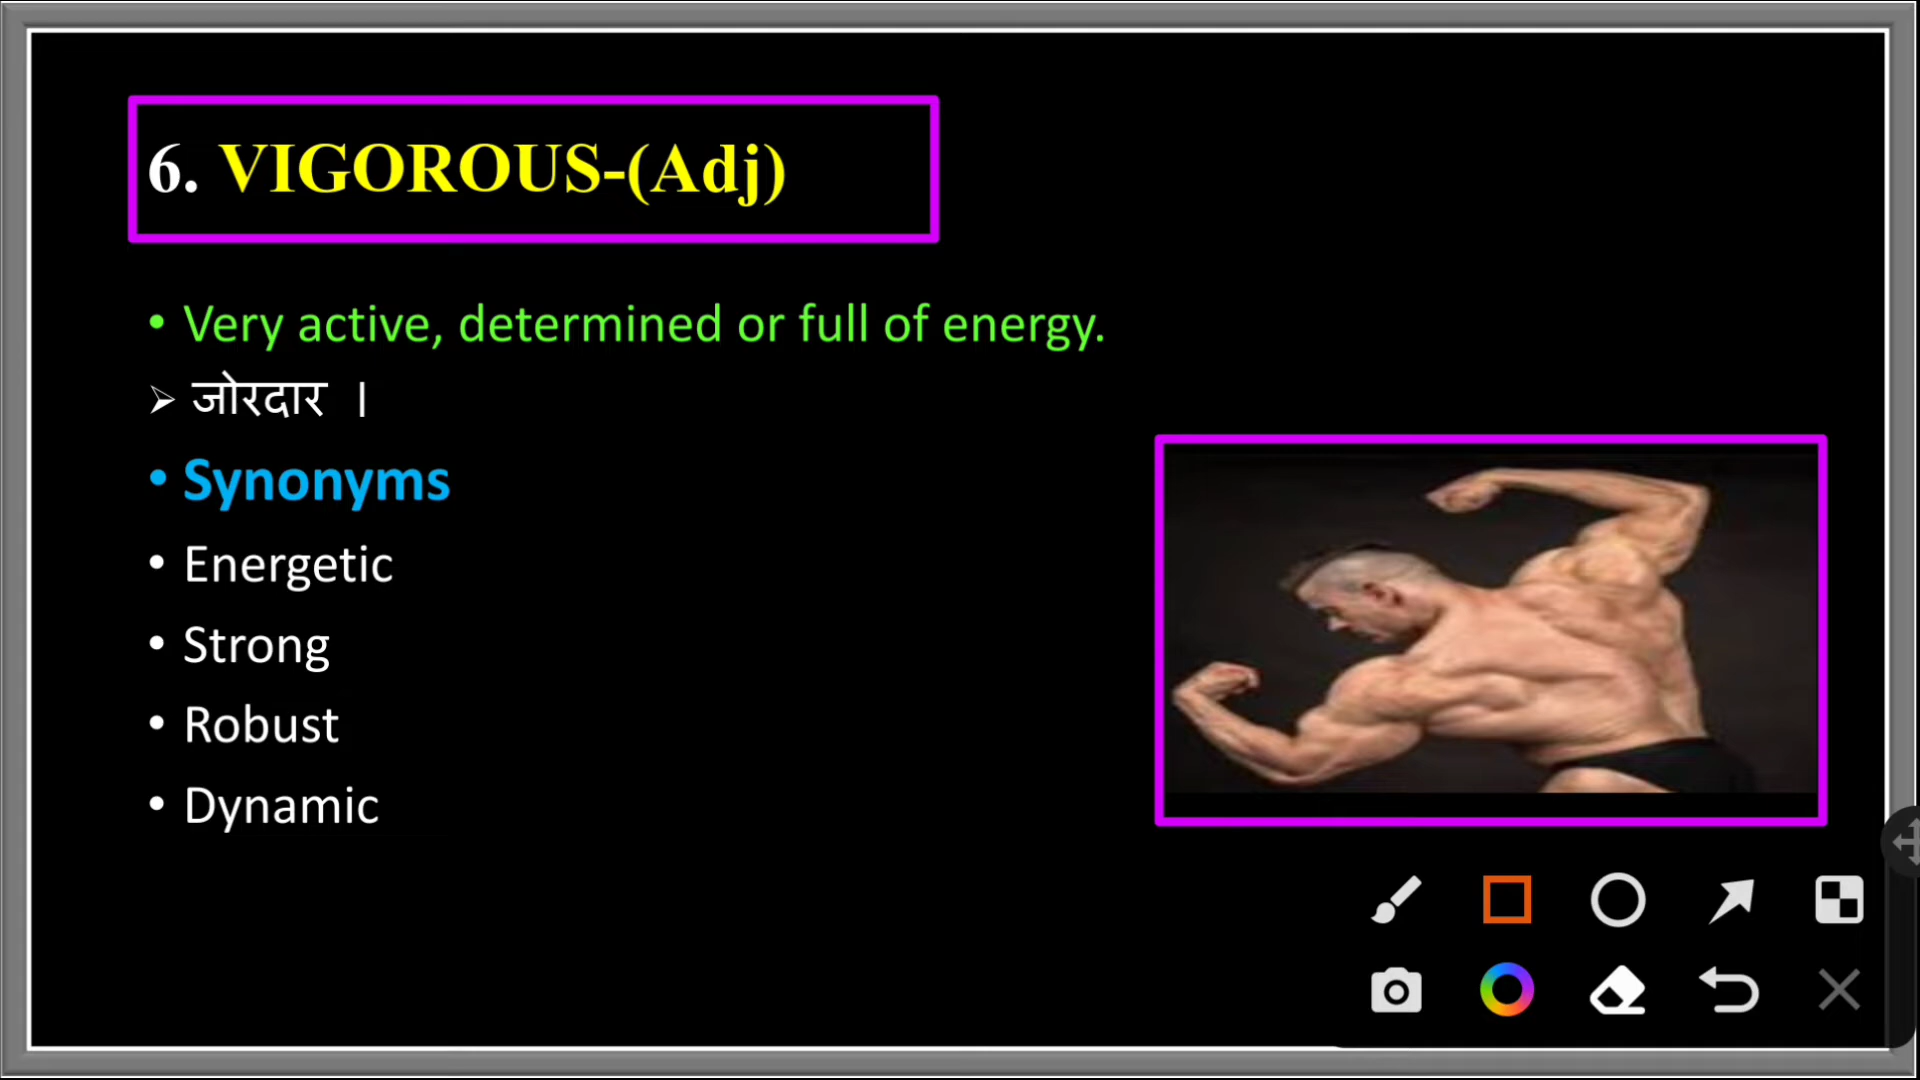 6. VIGOROUS-(Adj)
• Very active, determined or full of energy.
➢ जोरदार ।
• Synonyms
• Energetic
• Strong
• Robust
• Dynamic